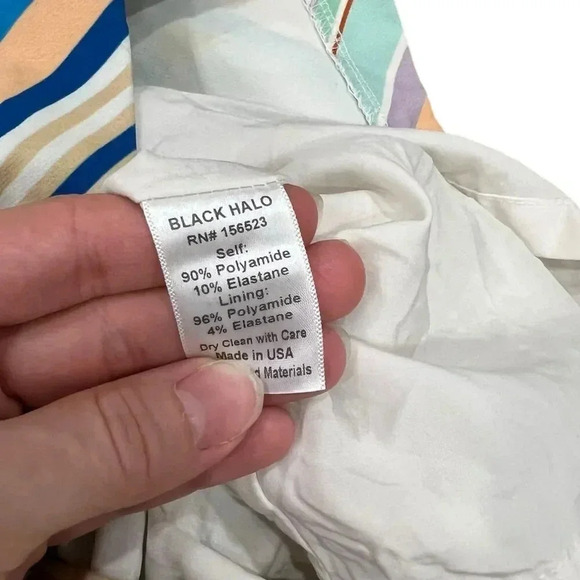 BLACK HALO
RN# 156523
Self:
90% Polyamide
10% Elastane
Lining:
96% Polyamide
4% Elastane
Dry Clean with Care
Made in USA
Materials